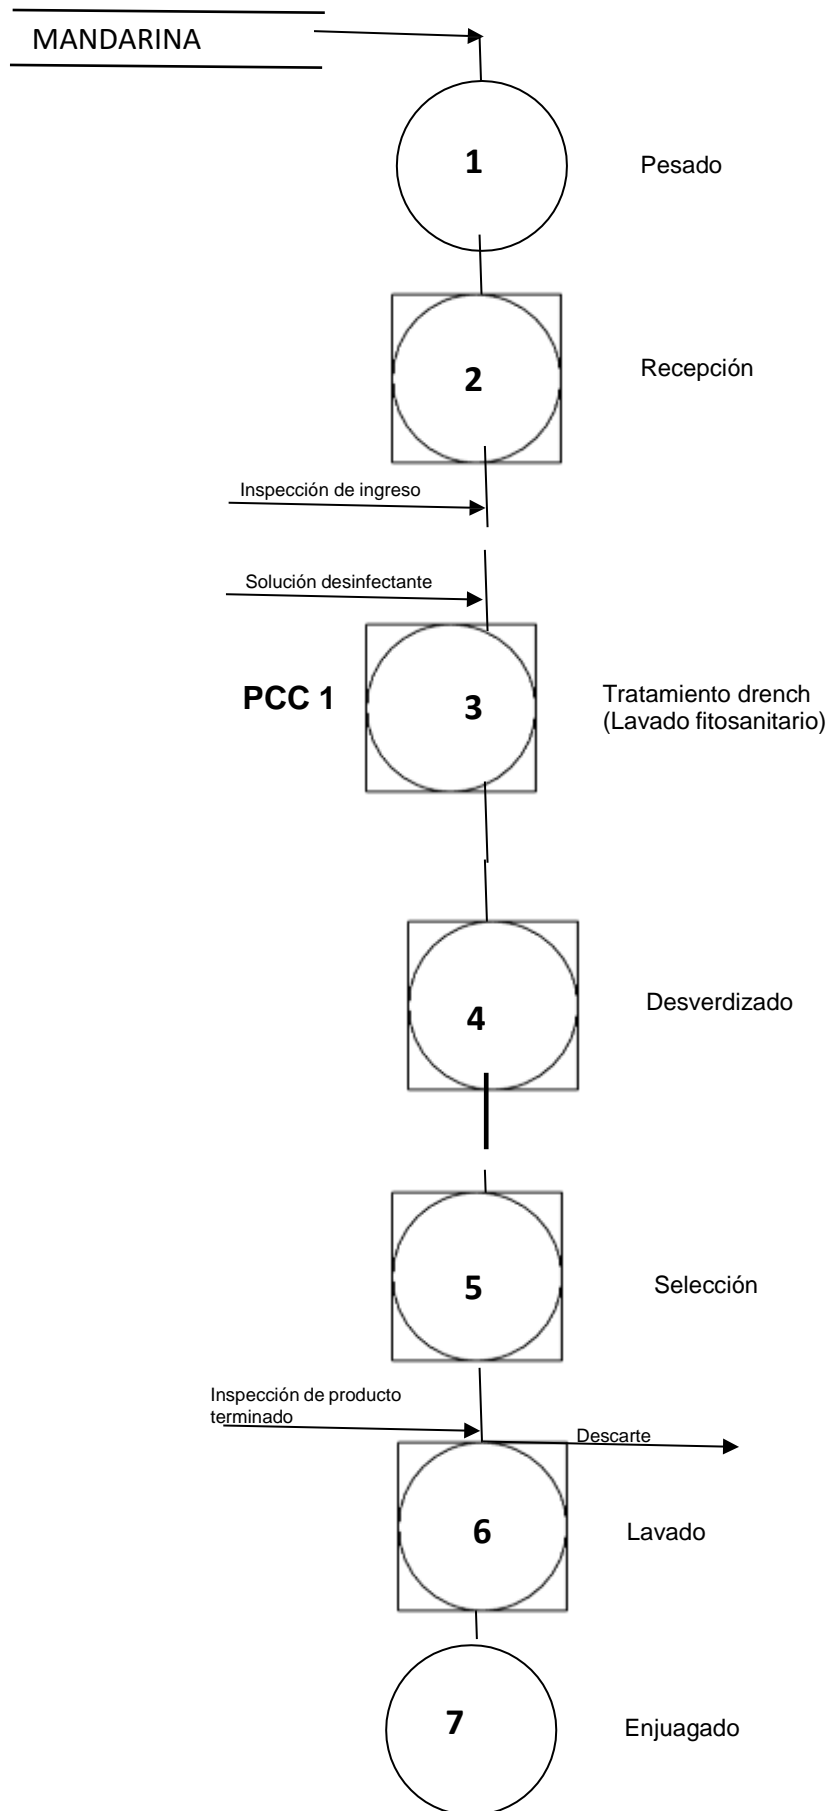 MANDARINA
1
Pesado
2
Recepción
Inspección de ingreso
Solución desinfectante
PCC 1
3
Tratamiento drench
(Lavado fitosanitario)
4
Desverdizado
5
Selección
Inspección de producto
terminado
Descarte
6
Lavado
7
Enjuagado